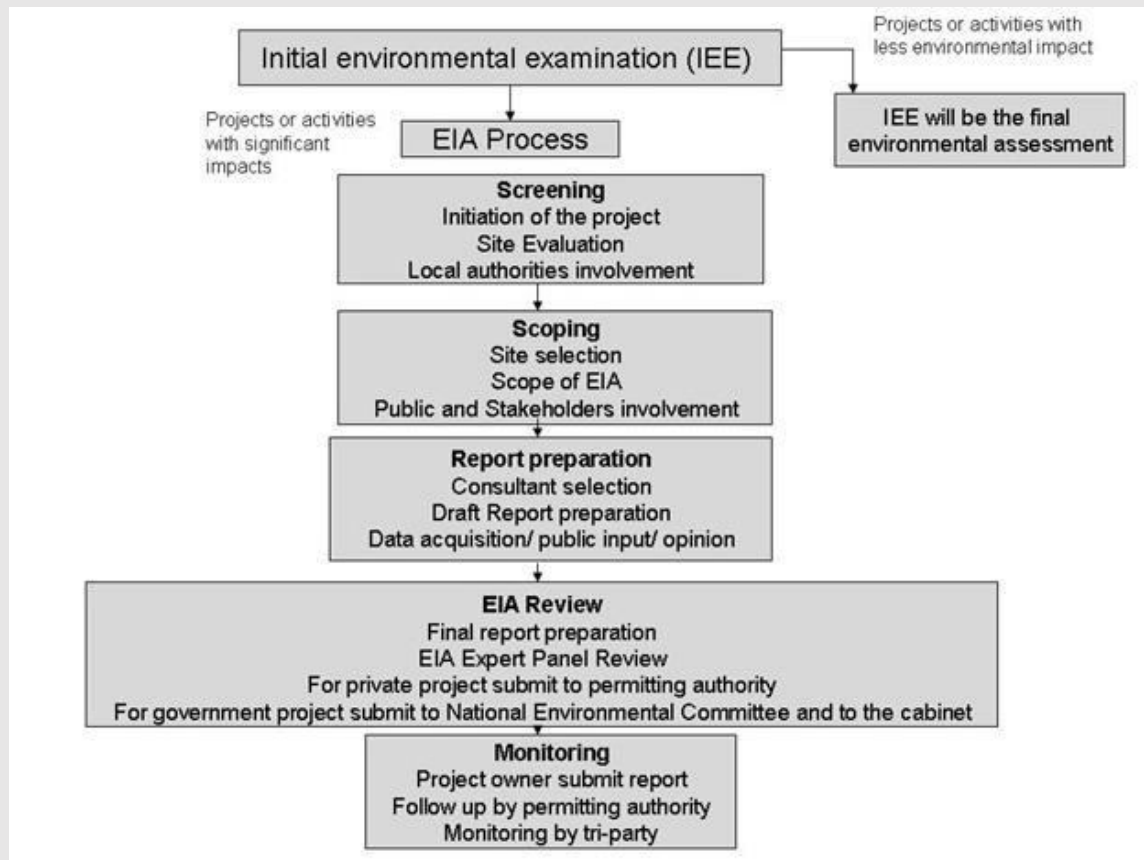 Projects or activities with
less environmental impact
Initial environmental examination (IEE)
IEE will be the final
environmental assessment
Projects or activities
with significant
impacts
EIA Process
Screening
Initiation of the project
Site Evaluation
Local authorities involvement
Scoping
Site selection
Scope of EIA
Public and Stakeholders involvement
Report preparation
Consultant selection
Draft Report preparation
Data acquisition/ public input/ opinion
EIA Review
Final report preparation
EIA Expert Panel Review
For private project submit to permitting authority
For government project submit to National Environmental Committee and to the cabinet
Monitoring
Project owner submit report
Follow up by permitting authority
Monitoring by tri-party